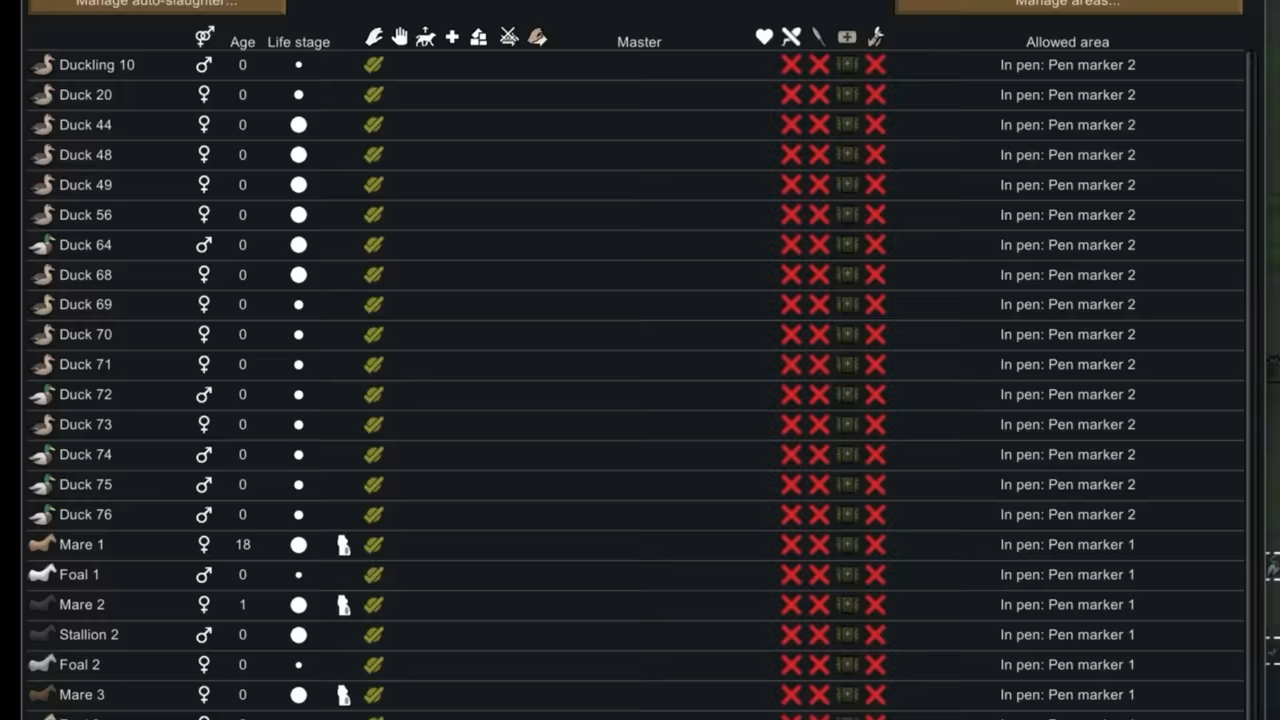 Manage auto-slaughter... Manage areas...
Age Life stage Master Allowed area
Duckling 10 0 In pen: Pen marker 2
Duck 20 0 In pen: Pen marker 2
Duck 44 0 In pen: Pen marker 2
Duck 48 0 In pen: Pen marker 2
Duck 49 0 In pen: Pen marker 2
Duck 56 0 In pen: Pen marker 2
Duck 64 0 In pen: Pen marker 2
Duck 68 0 In pen: Pen marker 2
Duck 69 0 In pen: Pen marker 2
Duck 70 0 In pen: Pen marker 2
Duck 71 0 In pen: Pen marker 2
Duck 72 0 In pen: Pen marker 2
Duck 73 0 In pen: Pen marker 2
Duck 74 0 In pen: Pen marker 2
Duck 75 0 In pen: Pen marker 2
Duck 76 0 In pen: Pen marker 2
Mare 1 18 In pen: Pen marker 1
Foal 1 0 In pen: Pen marker 1
Mare 2 1 In pen: Pen marker 1
Stallion 2 0 In pen: Pen marker 1
Foal 2 0 In pen: Pen marker 1
Mare 3 0 In pen: Pen marker 1